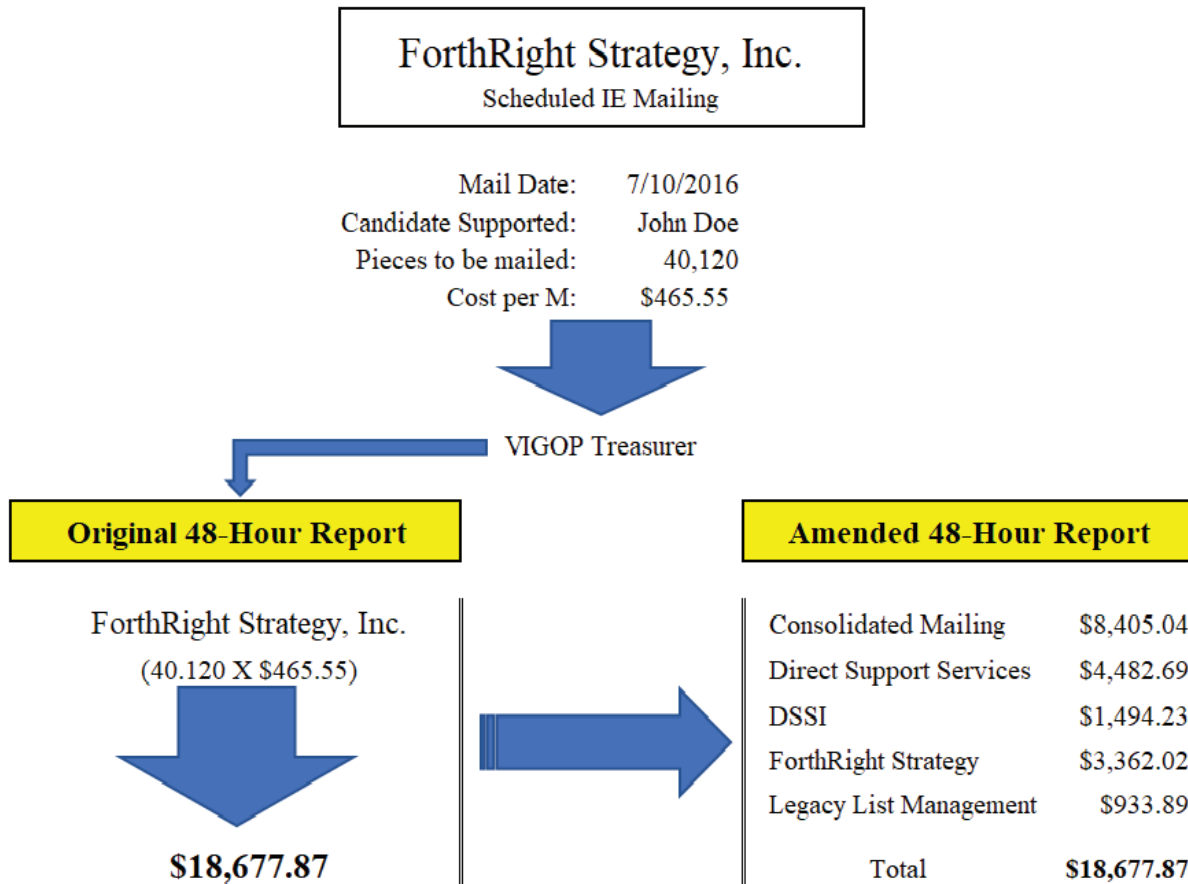 ForthRight Strategy, Inc.
Scheduled IE Mailing
Mail Date: 7/10/2016
Candidate Supported: John Doe
Pieces to be mailed: 40,120
Cost per M: $465.55
VIGOP Treasurer
Original 48-Hour Report
Amended 48-Hour Report
ForthRight Strategy, Inc.
(40.120 X $465.55)
$18,677.87
Consolidated Mailing $8,405.04
Direct Support Services $4,482.69
DSSI $1,494.23
ForthRight Strategy $3,362.02
Legacy List Management $933.89
Total $18,677.87